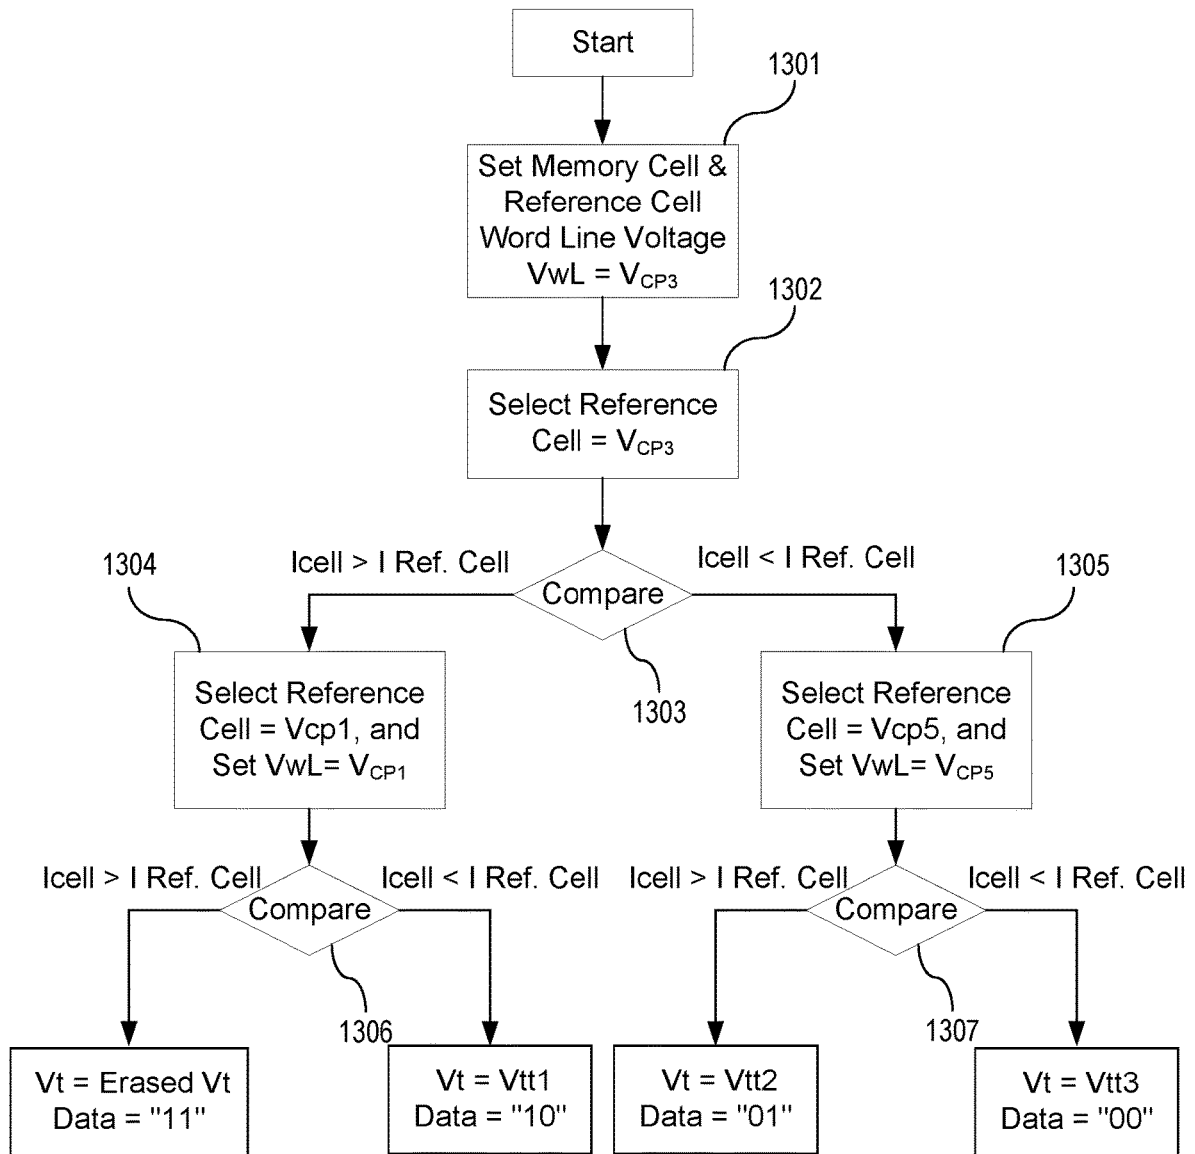 Start
1301
Set Memory Cell &
Reference Cell
Word Line Voltage
VwL = VCP3
1302
Select Reference
Cell = VCP3
Icell > I Ref. Cell
Icell < I Ref. Cell
1304
Compare
1305
1303
Select Reference
Cell = Vcp1, and
Set VwL= VCP1
Select Reference
Cell = Vcp5, and
Set VwL= VCP5
Icell > I Ref. Cell
Icell < I Ref. Cell
Icell > I Ref. Cell
Icell < I Ref. Cell
Compare
Compare
1306
1307
Vt = Erased Vt
Data = "11"
Vt = Vtt1
Data = "10"
Vt = Vtt2
Data = "01"
Vt = Vtt3
Data = "00"